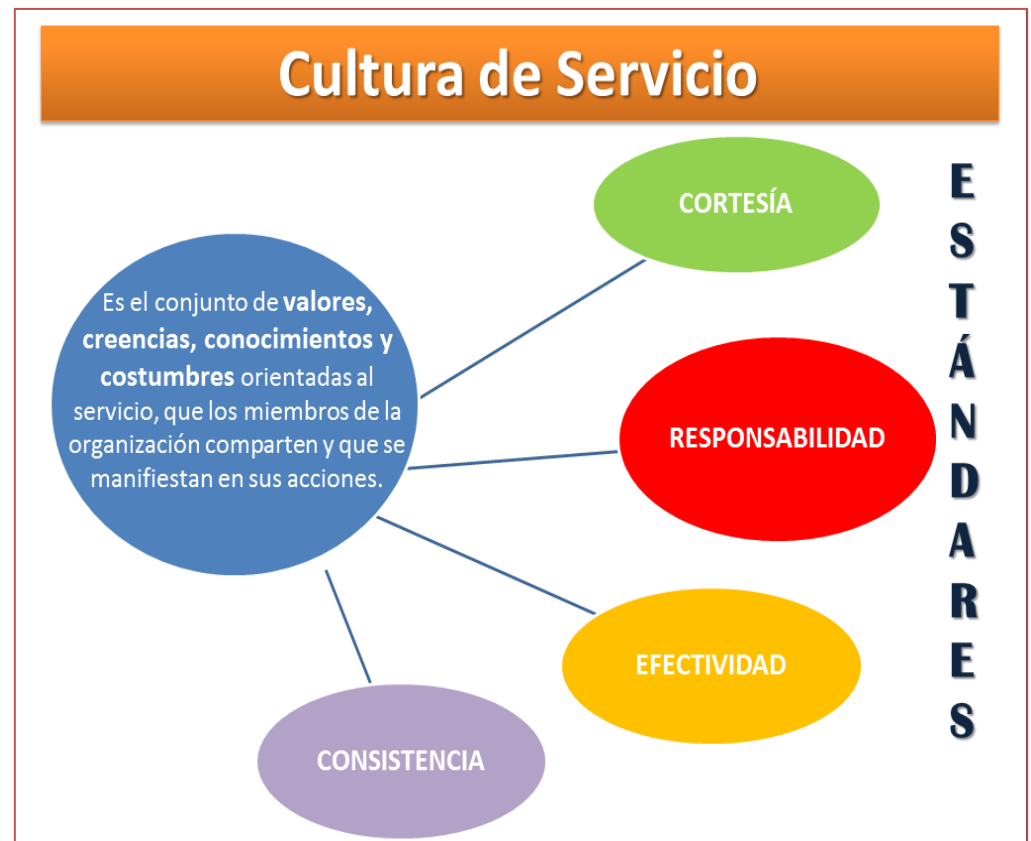 Cultura de Servicio
Es el conjunto de valores,
creencias, conocimientos y
costumbres orientadas al
servicio, que los miembros de la
organización comparten y que se
manifiestan en sus acciones.
CORTESÍA
RESPONSABILIDAD
EFECTIVIDAD
CONSISTENCIA
ESTÁNDARES